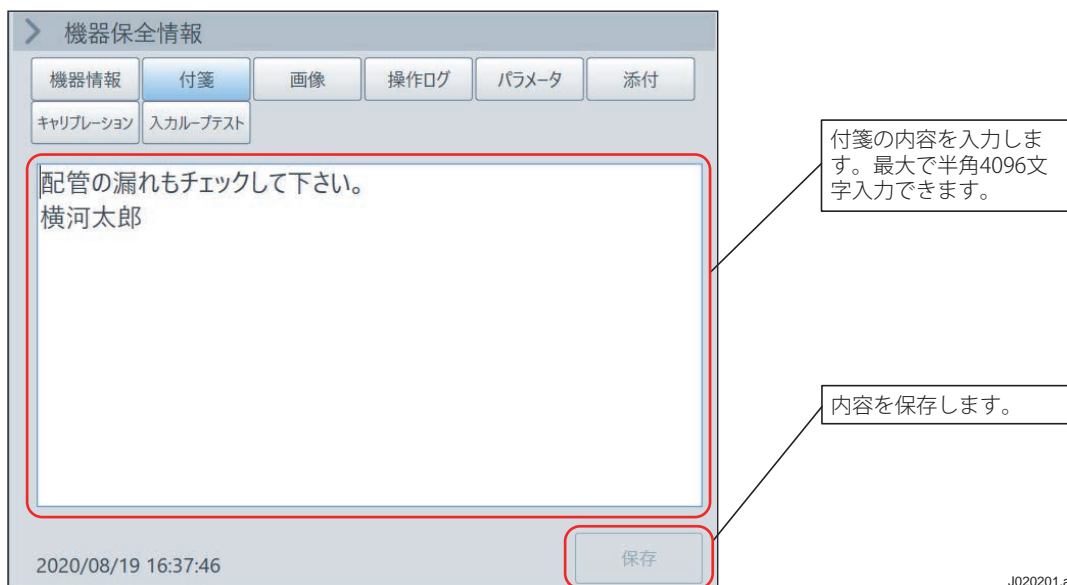 機器保全情報
機器情報 付箋 画像 操作ログ パラメータ 添付
キャリブレーション 入力ループテスト
配管の漏れもチェックして下さい。
横河太郎
付箋の内容を入力しま
す。最大で半角4096文
字入力できます。
内容を保存します。
2020/08/19 16:37:46
保存
J020201.a